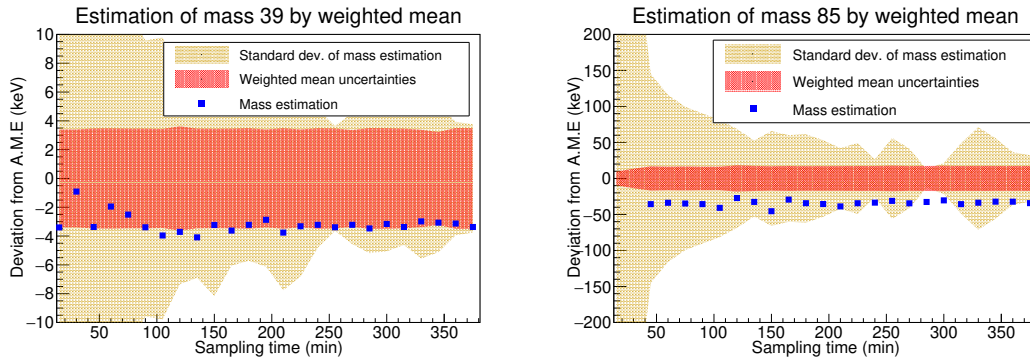 Estimation of mass 39 by weighted mean
Deviation from A.M.E (keV)
10
8
6
4
2
0
−2
−4
−6
−8
−10
Standard dev. of mass estimation
Weighted mean uncertainties
Mass estimation
50 100 150 200 250 300 350
Sampling time (min)
Estimation of mass 85 by weighted mean
Deviation from A.M.E (keV)
200
150
100
50
0
−50
−100
−150
−200
Standard dev. of mass estimation
Weighted mean uncertainties
Mass estimation
50 100 150 200 250 300 350
Sampling time (min)